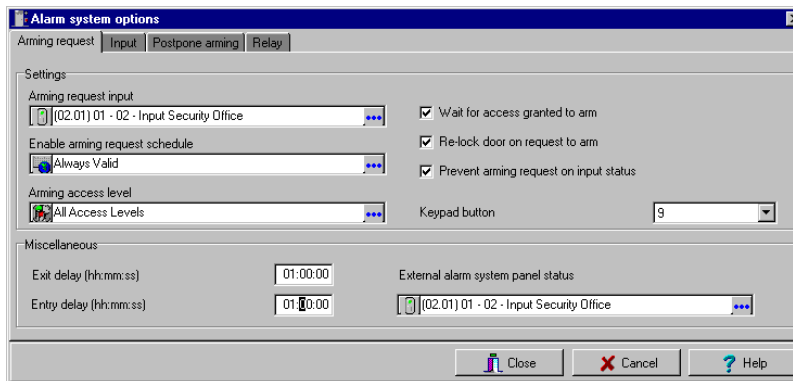 Alarm system options
Arming request Input Postpone arming Relay
Settings
Arming request input
(02.01) 01 - 02 - Input Security Office
Enable arming request schedule
Always Valid
Arming access level
All Access Levels
Wait for access granted to arm
Re-lock door on request to arm
Prevent arming request on input status
Keypad button 9
Miscellaneous
Exit delay (hh:mm:ss) 01:00:00
Entry delay (hh:mm:ss) 01:00:00
External alarm system panel status
(02.01) 01 - 02 - Input Security Office
Close Cancel Help